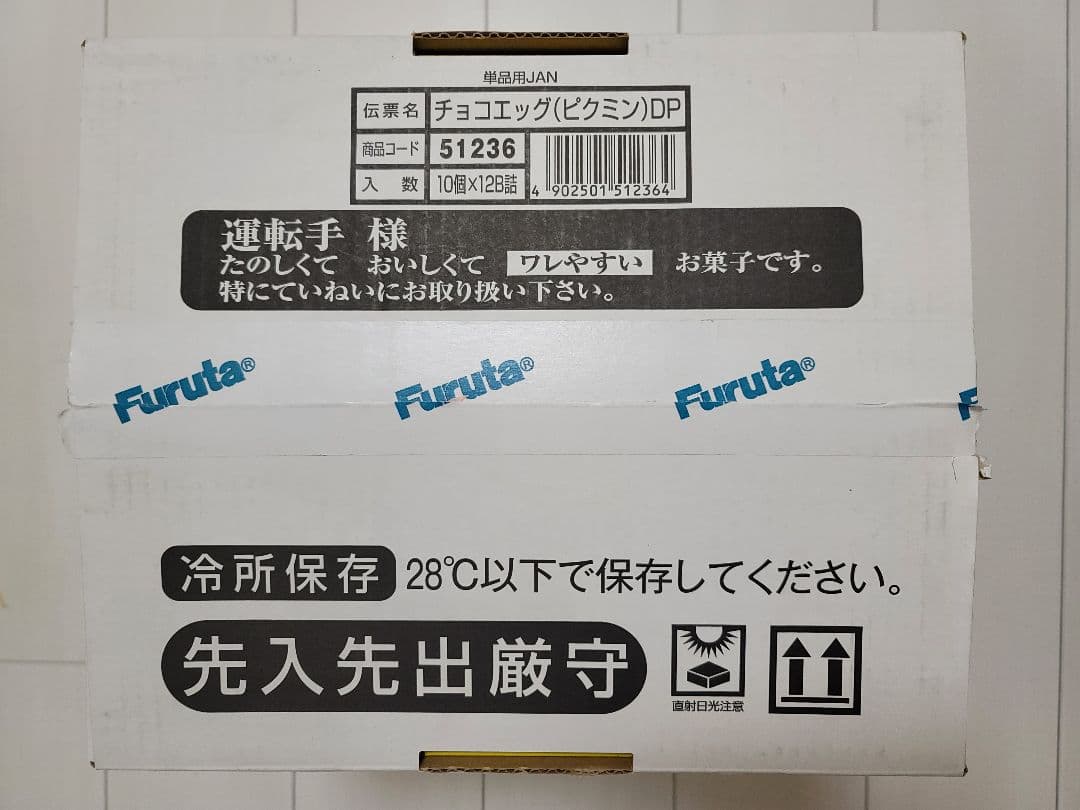 単品用JAN
伝票名 チョコエッグ(ピクミン)DP
商品コード 51236
入数 10個×12B詰
4 902501 512364
運転手 様
たのしくて おいしくて ワレやすい お菓子です。
特にていねいにお取り扱い下さい。
Furuta® Furuta® Furuta® F
冷所保存 28℃以下で保存してください。
先入先出厳守
直射日光注意